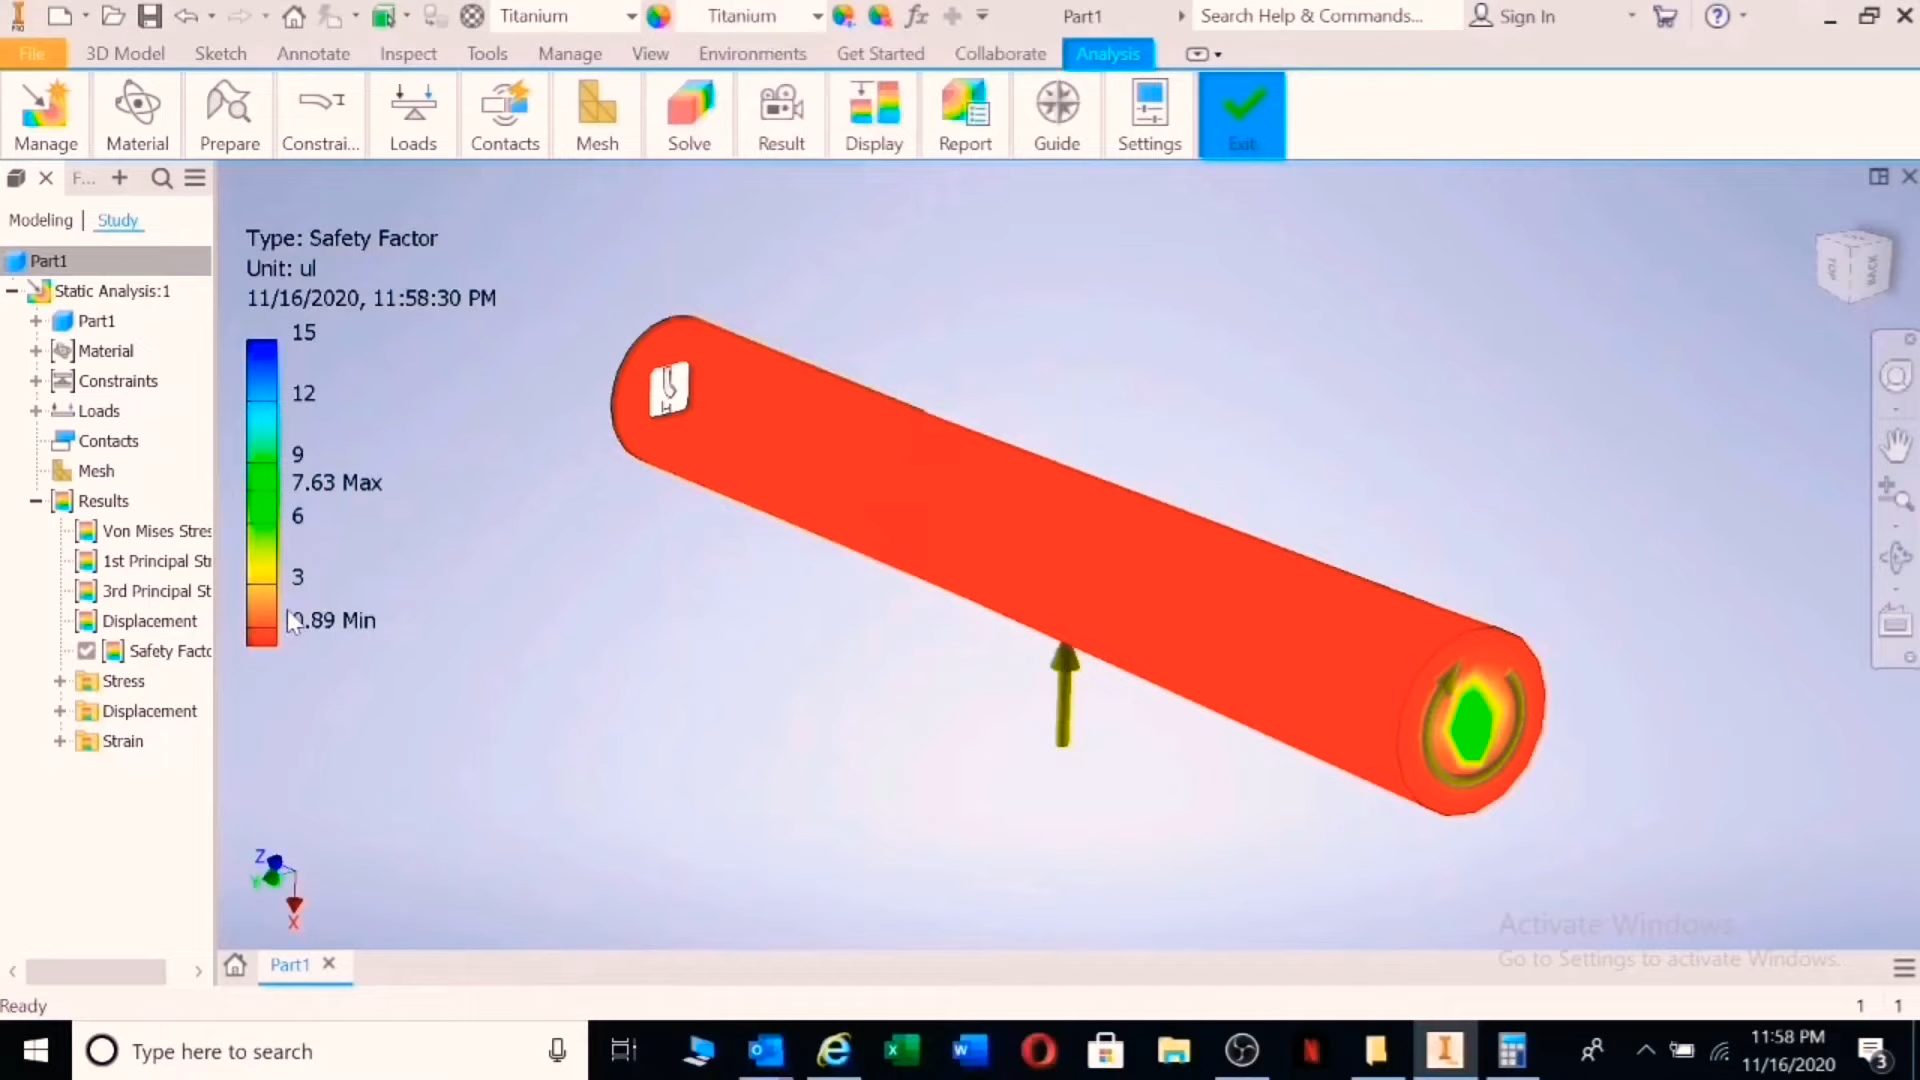 Titanium
Titanium
fx
Part1
Search Help & Commands...
Sign In
File
3D Model
Sketch
Annotate
Inspect
Tools
Manage
View
Environments
Get Started
Collaborate
Analysis
Manage
Material
Prepare
Constrai...
Loads
Contacts
Mesh
Solve
Result
Display
Report
Guide
Settings
Exit
F...
Modeling
Study
Part1
Static Analysis:1
Part1
Material
Constraints
Loads
Contacts
Mesh
Results
Von Mises Stres
1st Principal Str
3rd Principal St
Displacement
Safety Facto
Stress
Displacement
Strain
Type: Safety Factor
Unit: ul
11/16/2020, 11:58:30 PM
15
12
9
7.63 Max
6
3
.89 Min
TOP
BACK
Z
Y
X
Activate Windows
Go to Settings to activate Windows.
Part1
Ready
1 1
Type here to search
11:58 PM
11/16/2020
3